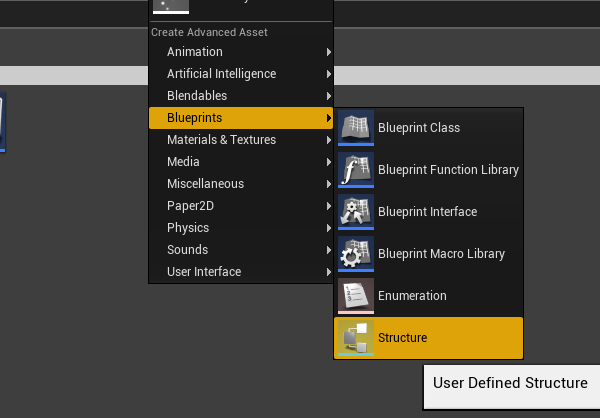 Create Advanced Asset
Animation
Artificial Intelligence
Blendables
Blueprints
Materials & Textures
Media
Miscellaneous
Paper2D
Physics
Sounds
User Interface
Blueprint Class
Blueprint Function Library
Blueprint Interface
Blueprint Macro Library
Enumeration
Structure
User Defined Structure